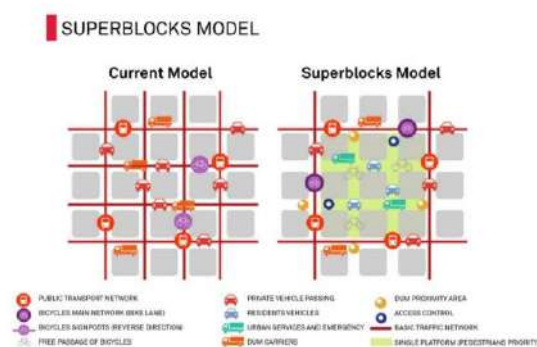 SUPERBLOCKS MODEL
Current Model
Superblocks Model
PUBLIC TRANSPORT NETWORK
BICYCLES MAIN NETWORK (BIKE LANE)
BICYCLES SIGNPOSTS (REVERSE DIRECTION)
FREE PASSAGE OF BICYCLES
PRIVATE VEHICLE PASSING
RESIDENTS VEHICLES
URBAN SERVICES AND EMERGENCY
DUM CARRIERS
DUM PROXIMITY AREA
ACCESS CONTROL
BASIC TRAFFIC NETWORK
SINGLE PLATFORM (PEDESTRIANS PRIORITY